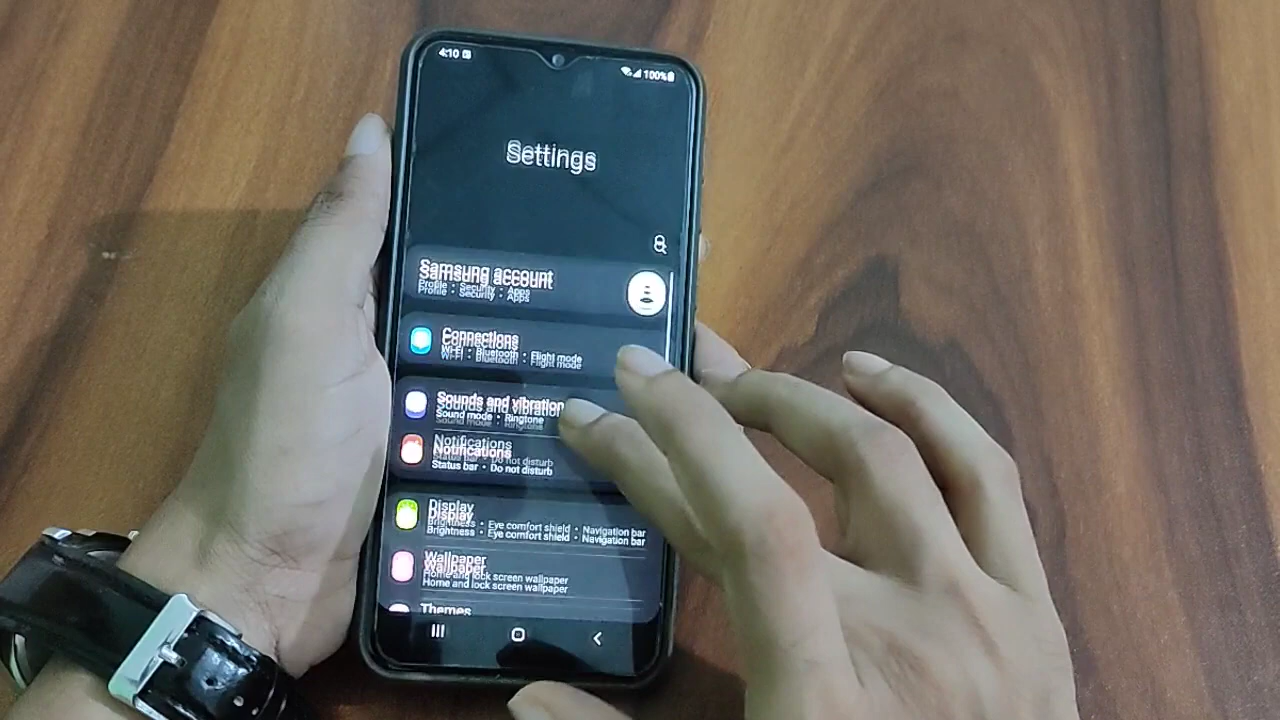 4:10
100%
Settings
Samsung account
Profile • Security • Apps
Connections
Wi-Fi • Bluetooth • Flight mode
Sounds and vibration
Sound mode • Ringtone
Notifications
Status bar • Do not disturb
Display
Brightness • Eye comfort shield • Navigation bar
Wallpaper
Home and lock screen wallpaper
Themes